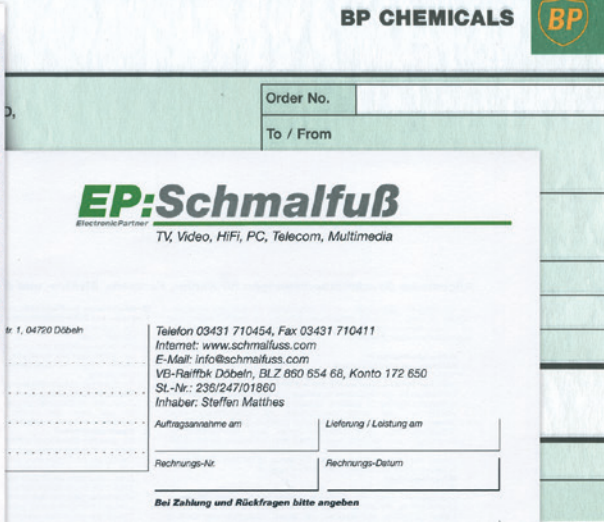 BP CHEMICALS
BP
Order No.
To / From
EP:Schmalfuß
ElectronicPartner
TV, Video, HiFi, PC, Telecom, Multimedia
tr. 1, 04720 Döbeln
Telefon 03431 710454, Fax 03431 710411
Internet: www.schmalfuss.com
E-Mail: info@schmalfuss.com
VB-Raiffbk Döbeln, BLZ 860 654 68, Konto 172 650
St.-Nr.: 236/247/01860
Inhaber: Steffen Matthes
Auftragsannahme am
Lieferung / Leistung am
Rechnungs-Nr.
Rechnungs-Datum
Bei Zahlung und Rückfragen bitte angeben